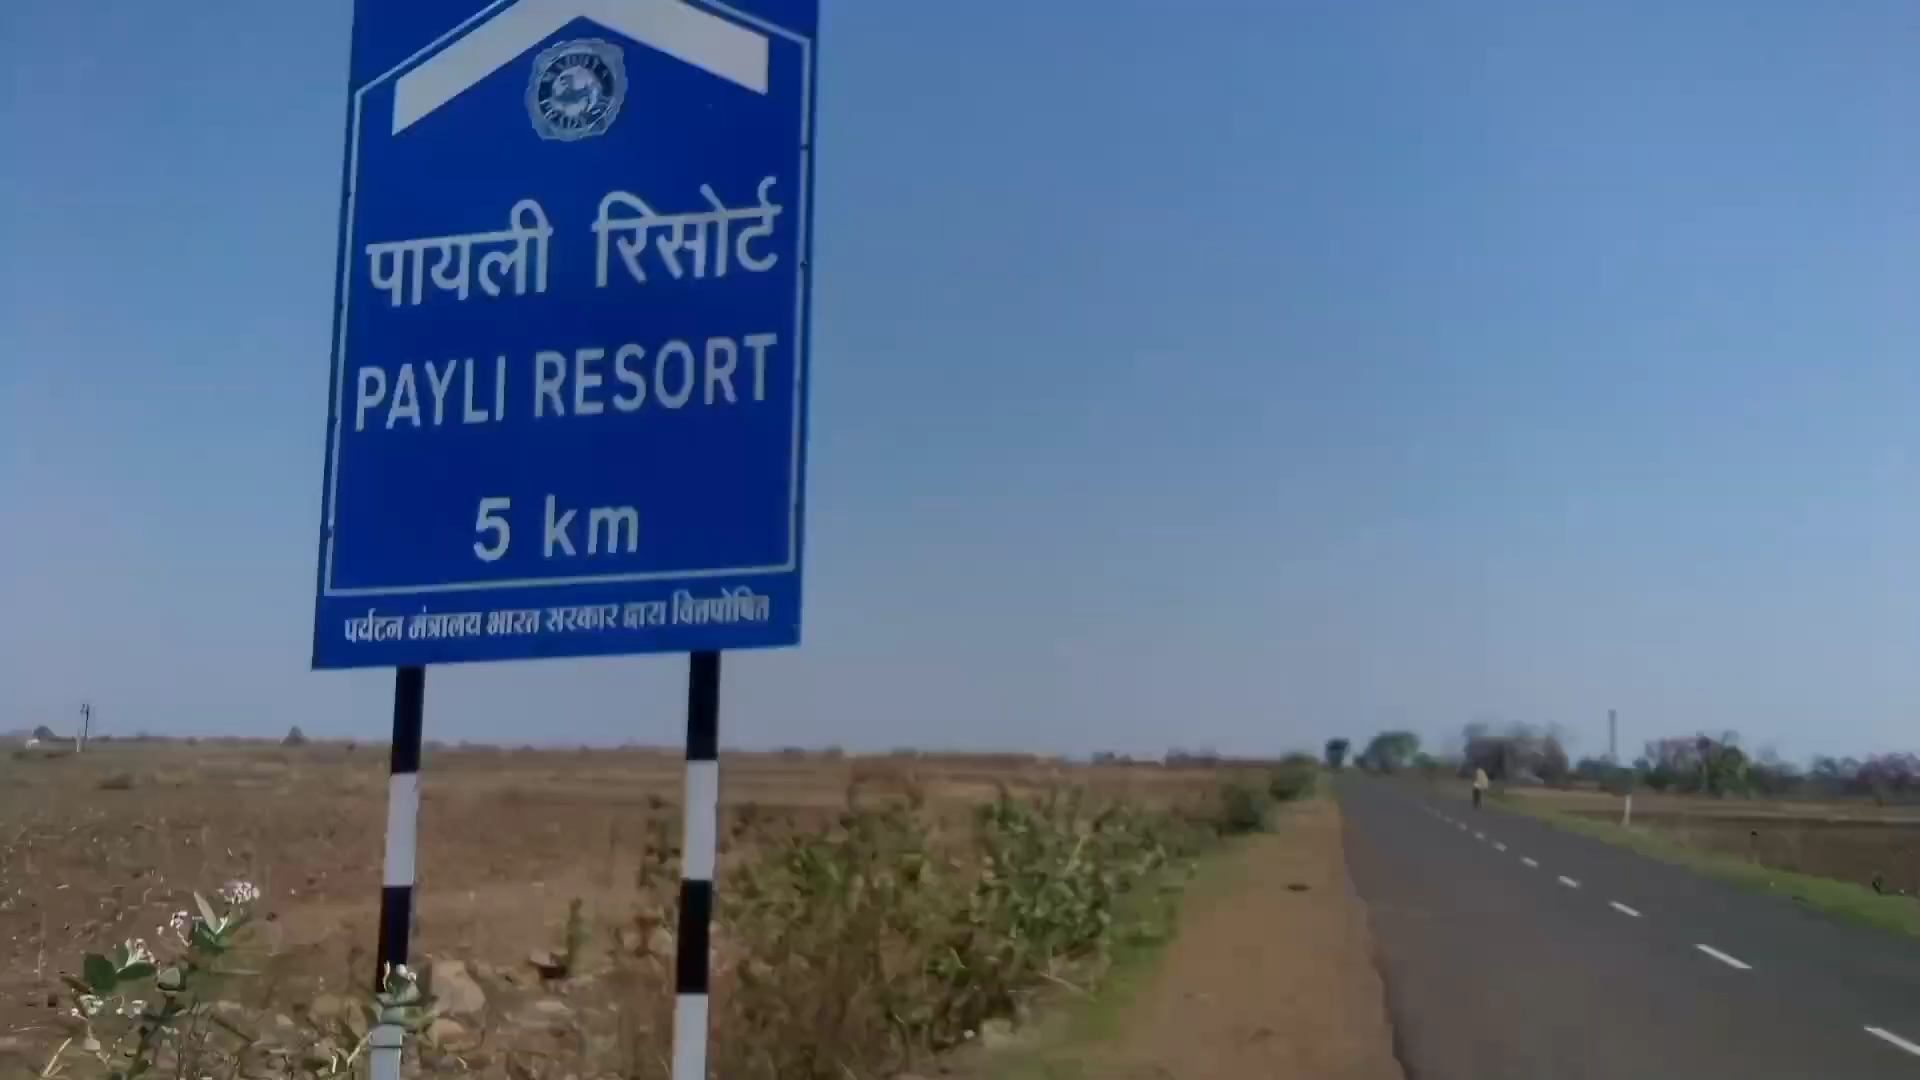 पायली रिसोर्ट
PAYLI RESORT
5 km
पर्यटन मंत्रालय भारत सरकार द्वारा वित्तपोषित